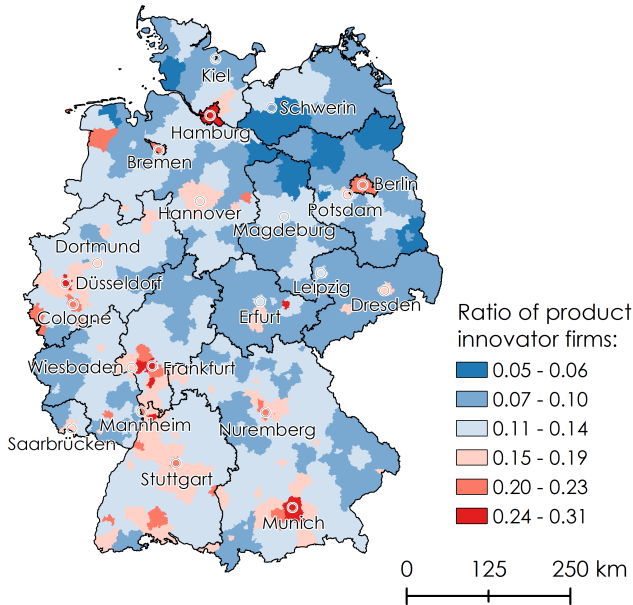 Kiel
Schwerin
Hamburg
Bremen
Berlin
Hannover
Potsdam
Magdeburg
Dortmund
Düsseldorf
Leipzig
Dresden
Cologne
Erfurt
Wiesbaden
Frankfurt
Mannheim
Nuremberg
Saarbrücken
Stuttgart
Munich
Ratio of product
innovator firms:
0.05 - 0.06
0.07 - 0.10
0.11 - 0.14
0.15 - 0.19
0.20 - 0.23
0.24 - 0.31
0 125 250 km